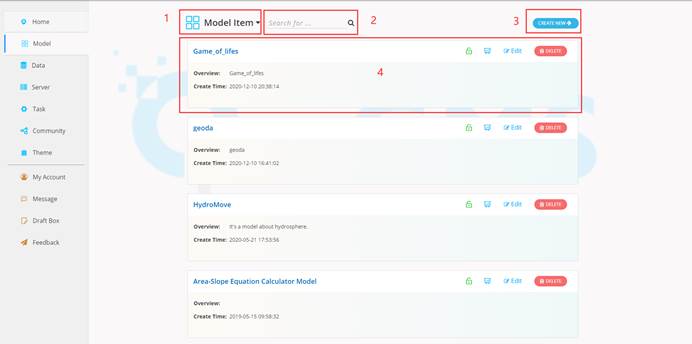 Home
Model
Data
Server
Task
Community
Theme
My Account
Message
Draft Box
Feedback
1
Model Item
Search for ...
2
3
CREATE NEW
Game_of_lifes
Edit
DELETE
Overview: Game_of_lifes
4
Create Time: 2020-12-10 20:38:14
geoda
Edit
DELETE
Overview: geoda
Create Time: 2020-12-10 16:41:02
HydroMove
Edit
DELETE
Overview: It's a model about hydrosphere.
Create Time: 2020-05-21 17:53:56
Area-Slope Equation Calculator Model
Edit
DELETE
Overview:
Create Time: 2019-05-15 09:58:32